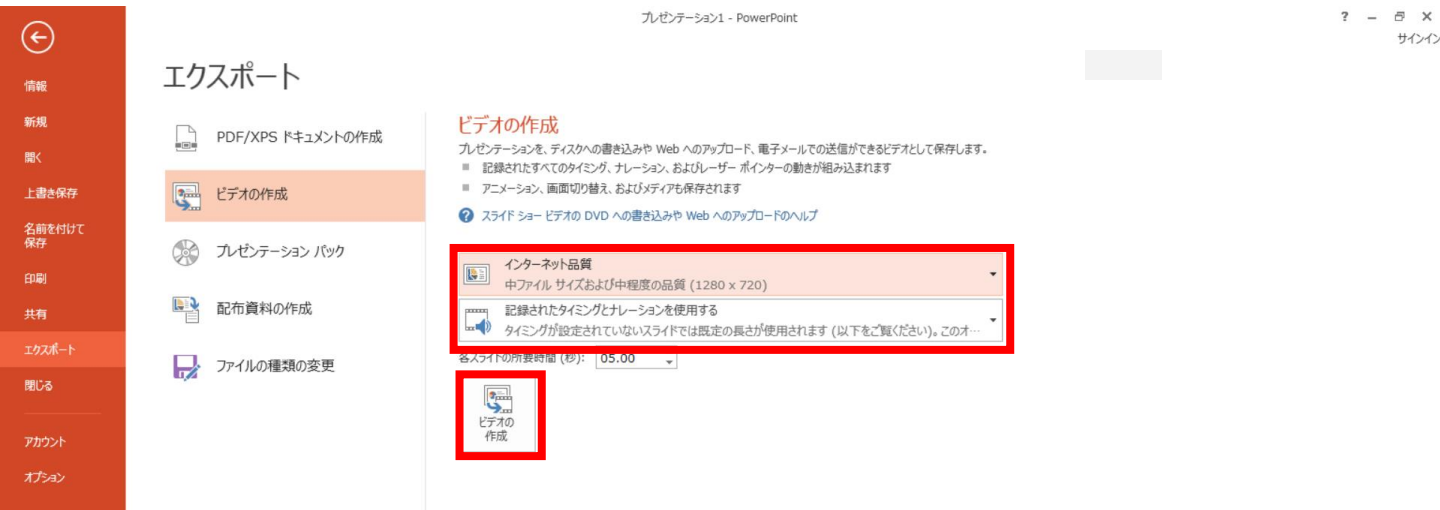 プレゼンテーション1 - PowerPoint
?
サインイン
情報
新規
開く
上書き保存
名前を付けて
保存
印刷
共有
エクスポート
閉じる
アカウント
オプション
エクスポート
PDF/XPS ドキュメントの作成
ビデオの作成
プレゼンテーション パック
配布資料の作成
ファイルの種類の変更
ビデオの作成
プレゼンテーションを、ディスクへの書き込みや Web へのアップロード、電子メールでの送信ができるビデオとして保存します。
記録されたすべてのタイミング、ナレーション、およびレーザー ポインターの動きが組み込まれます
アニメーション、画面切り替え、およびメディアも保存されます
スライド ショー ビデオの DVD への書き込みや Web へのアップロードのヘルプ
インターネット品質
中ファイル サイズおよび中程度の品質 (1280 x 720)
記録されたタイミングとナレーションを使用する
タイミングが設定されていないスライドでは既定の長さが使用されます (以下をご覧ください)。このオ…
各スライドの所要時間 (秒): 05.00
ビデオの
作成